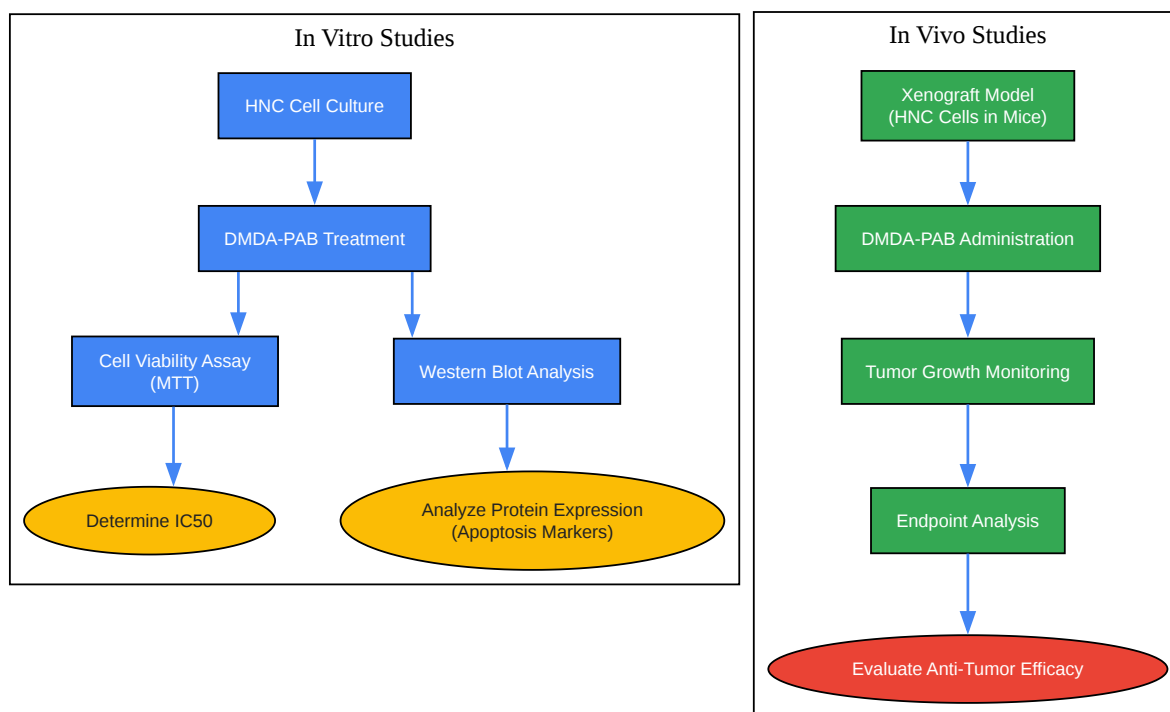 In Vitro Studies
HNC Cell Culture
DMDA-PAB Treatment
Cell Viability Assay
(MTT)
Western Blot Analysis
Determine IC50
Analyze Protein Expression
(Apoptosis Markers)
In Vivo Studies
Xenograft Model
(HNC Cells in Mice)
DMDA-PAB Administration
Tumor Growth Monitoring
Endpoint Analysis
Evaluate Anti-Tumor Efficacy